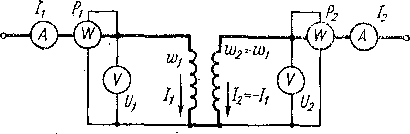 I₁ P₁ P₂ I₂
A W W A
w₁ w₂=w₁
V V
U₁ I₁ I₂=-I₁ U₂